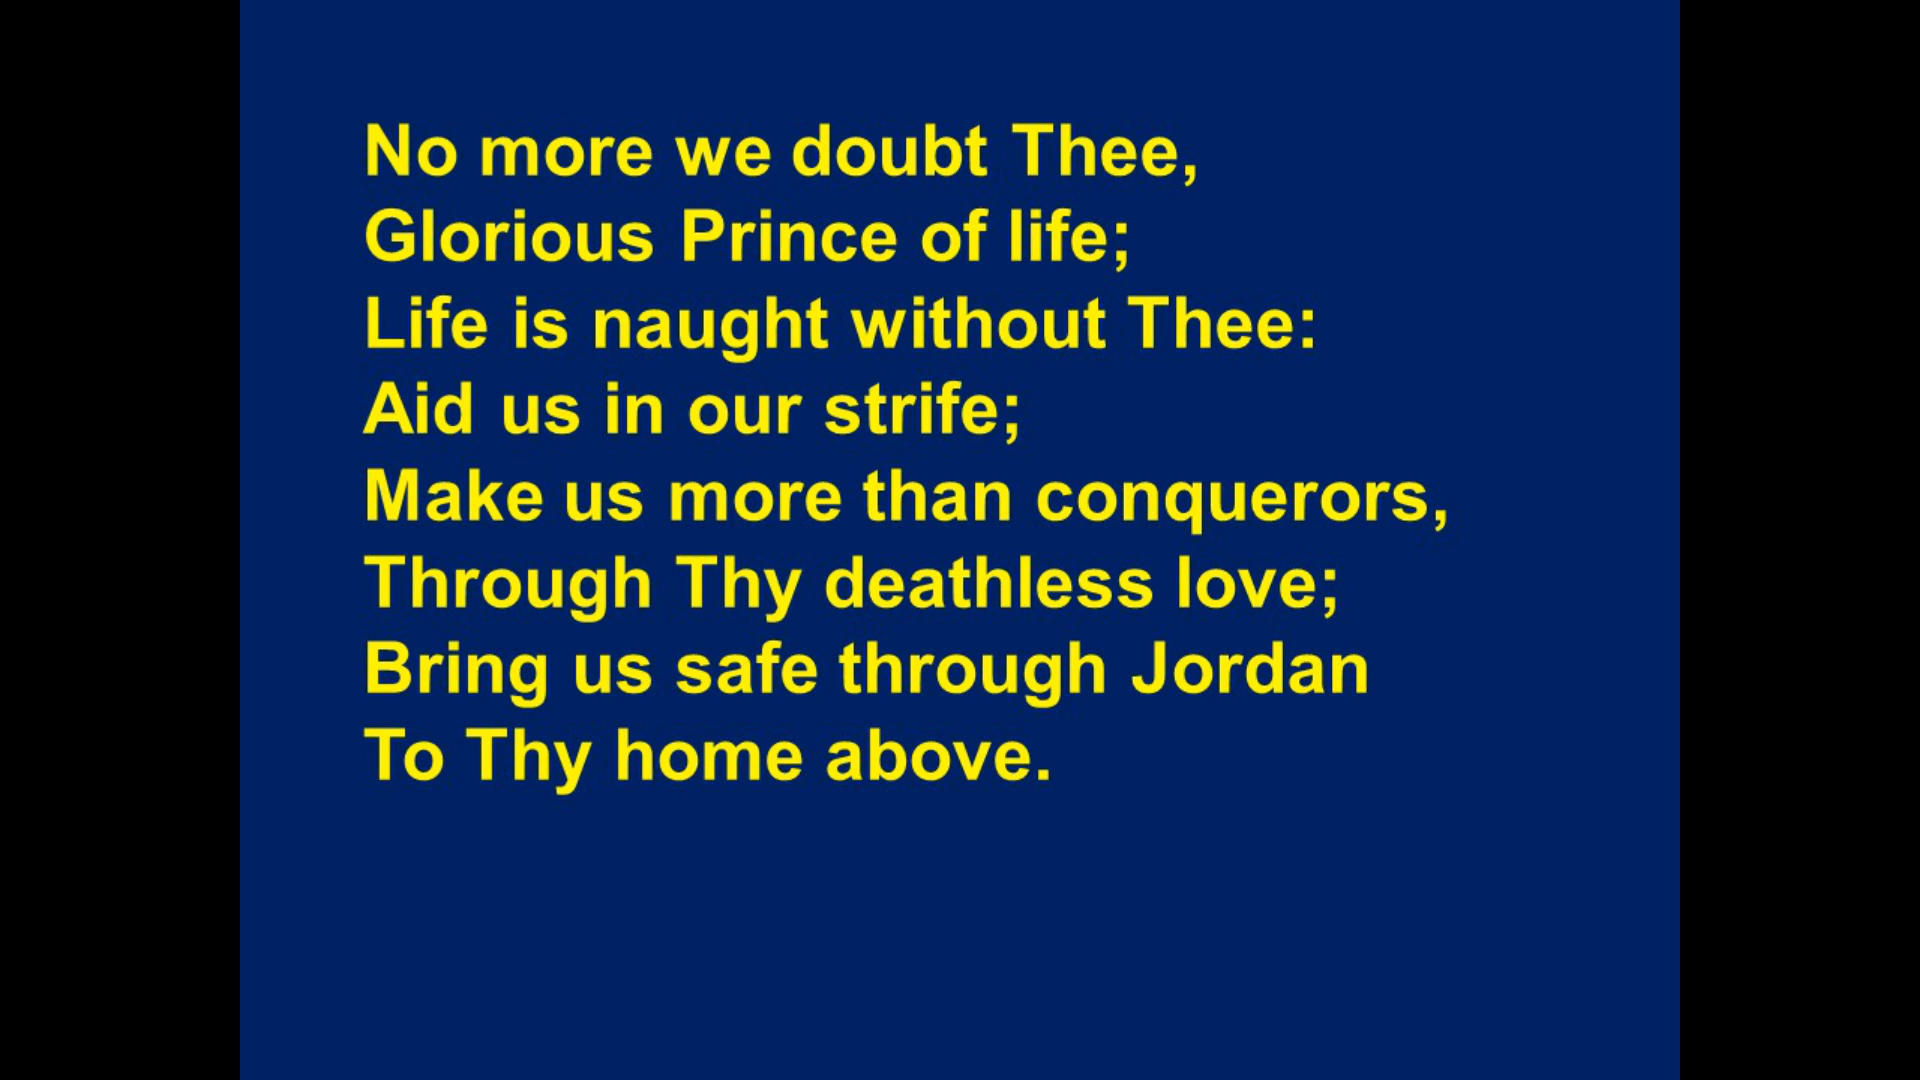 No more we doubt Thee,
Glorious Prince of life;
Life is naught without Thee:
Aid us in our strife;
Make us more than conquerors,
Through Thy deathless love;
Bring us safe through Jordan
To Thy home above.